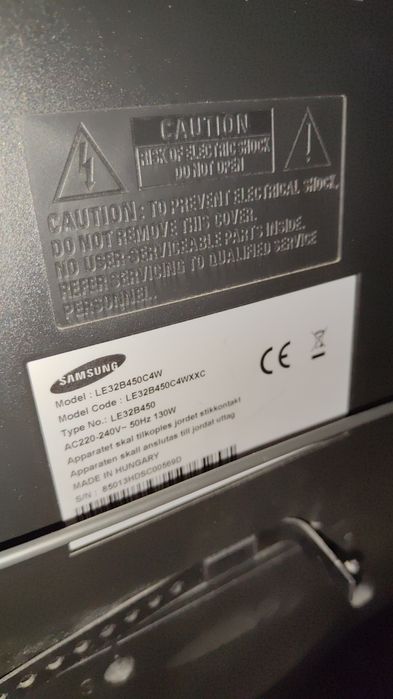 CAUTION
RISK OF ELECTRIC SHOCK
DO NOT OPEN
CAUTION: TO PREVENT ELECTRICAL SHOCK,
DO NOT REMOVE THIS COVER.
NO USER-SERVICEABLE PARTS INSIDE.
REFER SERVICING TO QUALIFIED SERVICE
PERSONNEL.
SAMSUNG
Model : LE32B450C4W
Model Code : LE32B450C4WXXC
Type No.: LE32B450
AC220-240V~ 50Hz 130W
Apparatet skal tilkoples jordet stikkontakt
Apparaten skall anslutas till jordat uttag
MADE IN HUNGARY
S/N : 85013HDSC00569D
CE